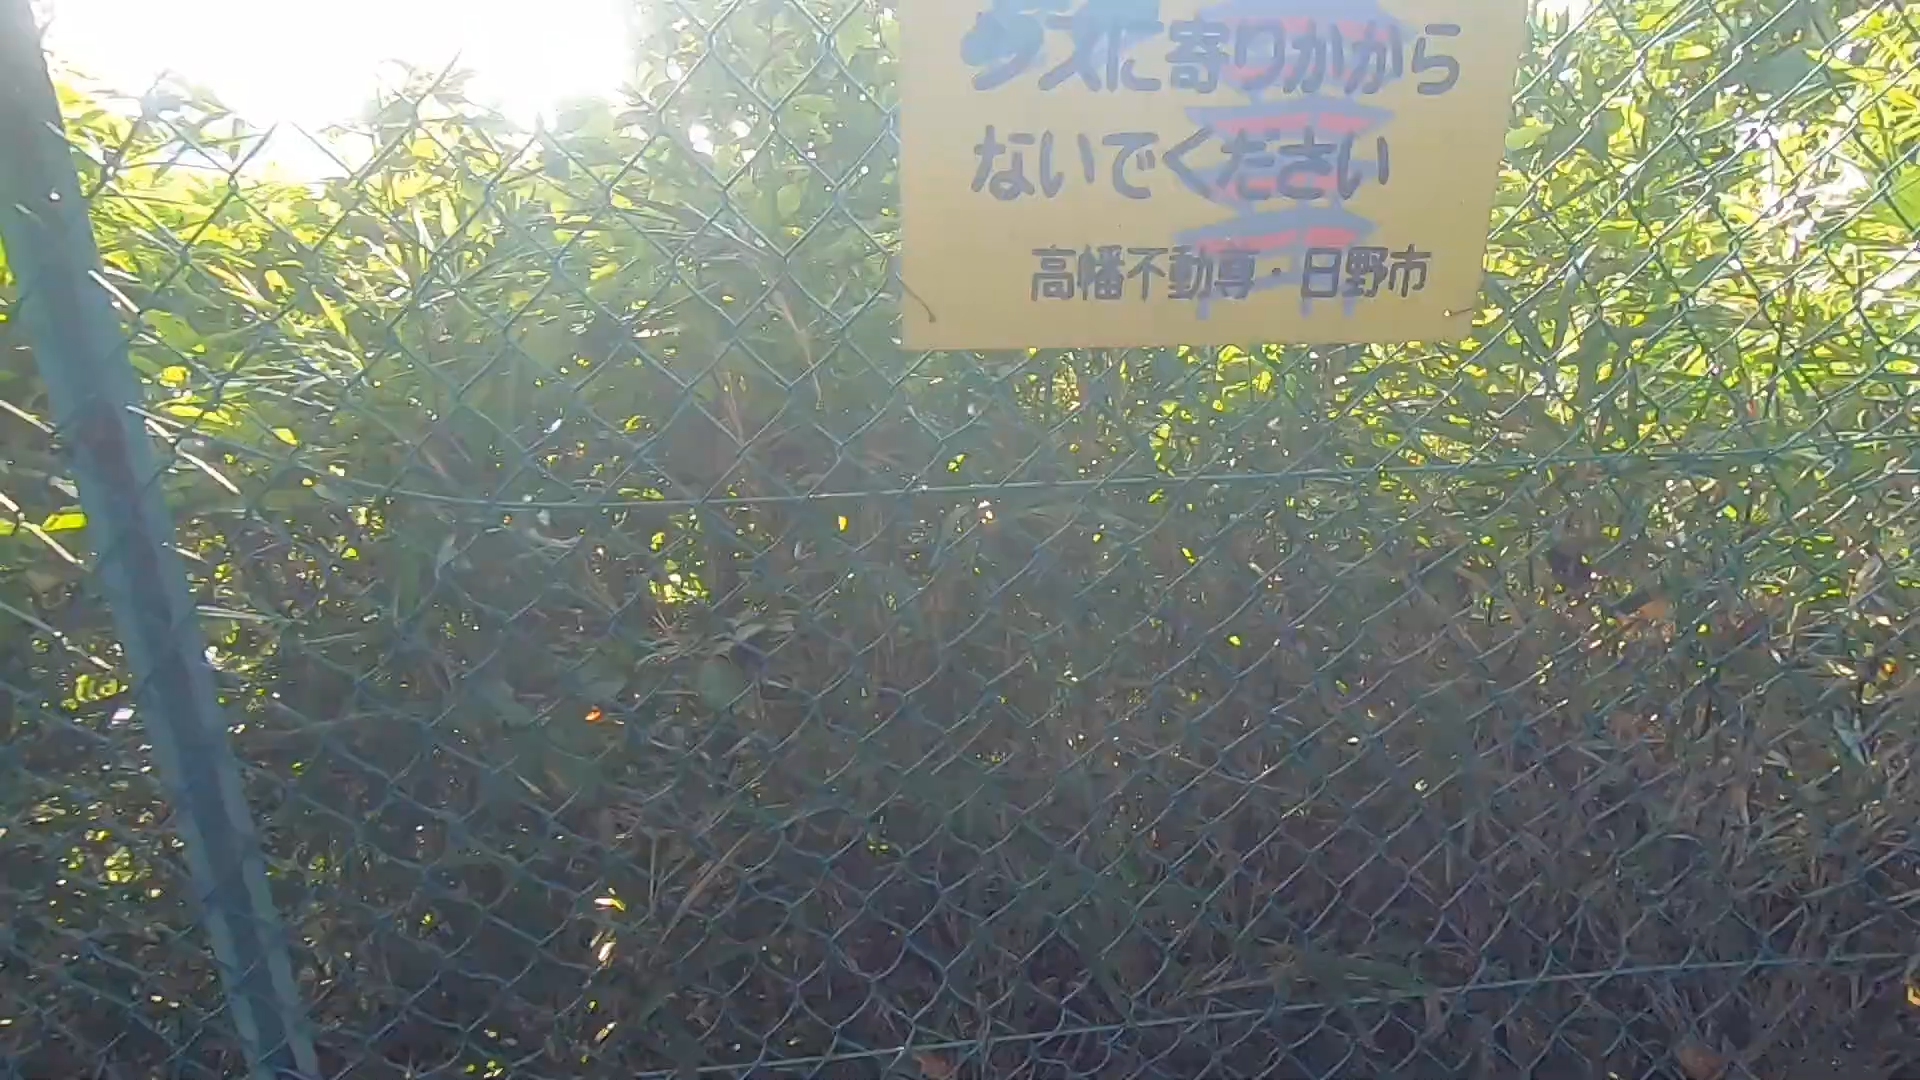 クスに寄りかから
ないでください
高幡不動尊・日野市